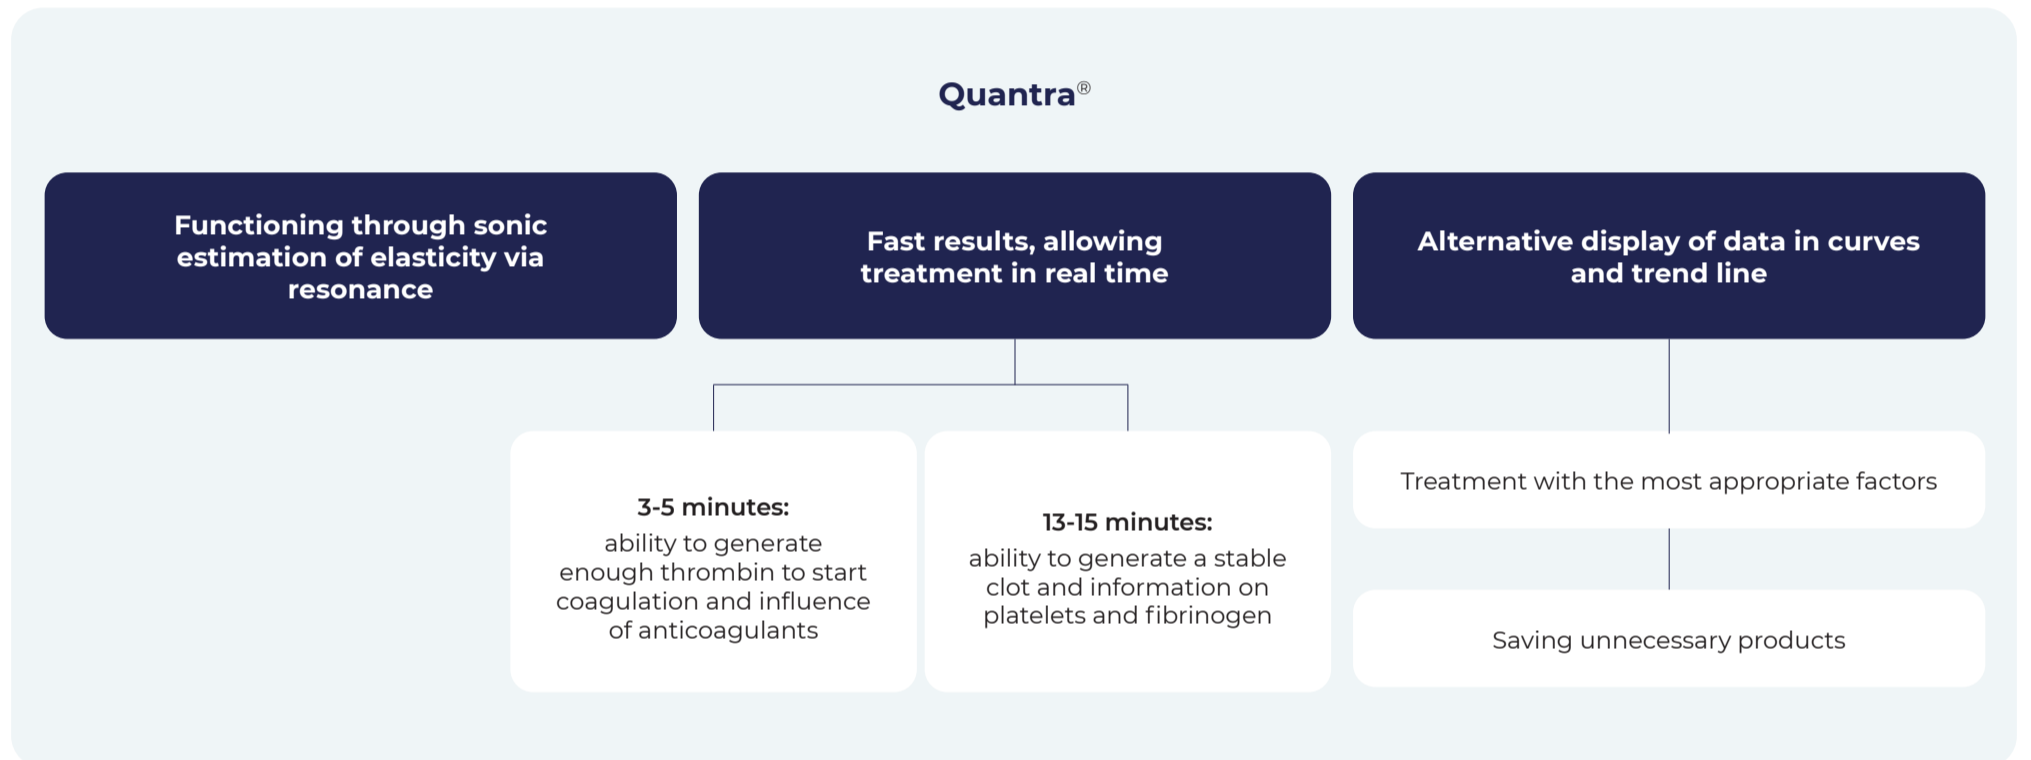 Quantra®
Functioning through sonic
estimation of elasticity via
resonance
Fast results, allowing
treatment in real time
Alternative display of data in curves
and trend line
3-5 minutes:
ability to generate
enough thrombin to start
coagulation and influence
of anticoagulants
13-15 minutes:
ability to generate a stable
clot and information on
platelets and fibrinogen
Treatment with the most appropriate factors
Saving unnecessary products